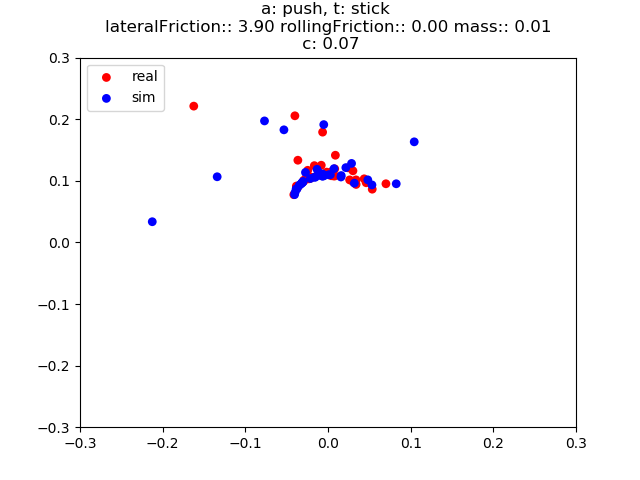 a: push, t: stick
lateralFriction:: 3.90 rollingFriction:: 0.00 mass:: 0.01
c: 0.07
real
sim
0.3
0.2
0.1
0.0
−0.1
−0.2
−0.3
−0.3
−0.2
−0.1
0.0
0.1
0.2
0.3